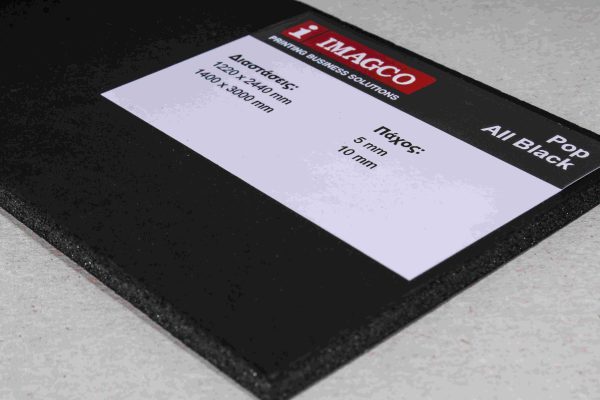 i IMAGCO
PRINTING BUSINESS SOLUTIONS
Pop
All Black
Διαστάσεις:
1220 x 2440 mm
1400 x 3000 mm
Πάχος:
5 mm
10 mm